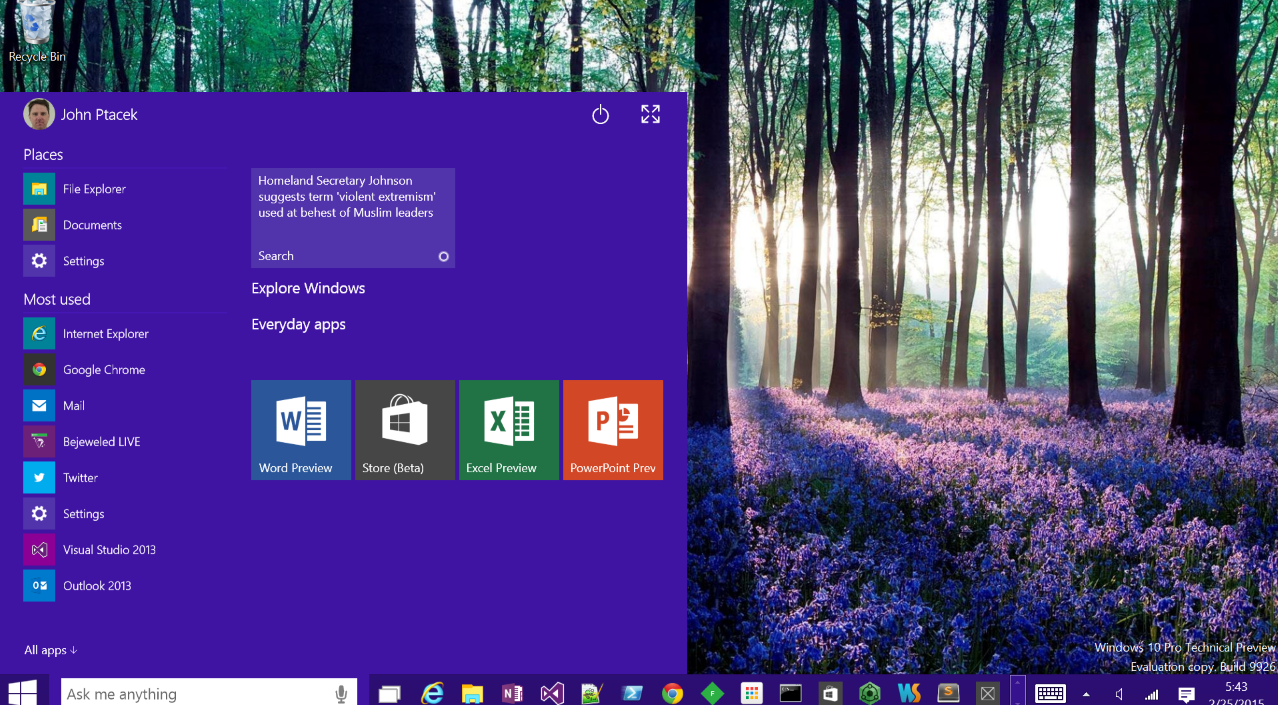 Recycle Bin
John Ptacek
Places
File Explorer
Documents
Settings
Most used
Internet Explorer
Google Chrome
Mail
Bejeweled LIVE
Twitter
Settings
Visual Studio 2013
Outlook 2013
All apps ↓
Homeland Secretary Johnson
suggests term 'violent extremism'
used at behest of Muslim leaders
Search
Explore Windows
Everyday apps
Word Preview
Store (Beta)
Excel Preview
PowerPoint Prev
Windows 10 Pro Technical Preview
Evaluation copy. Build 9926
Ask me anything
5:43
2/25/2015